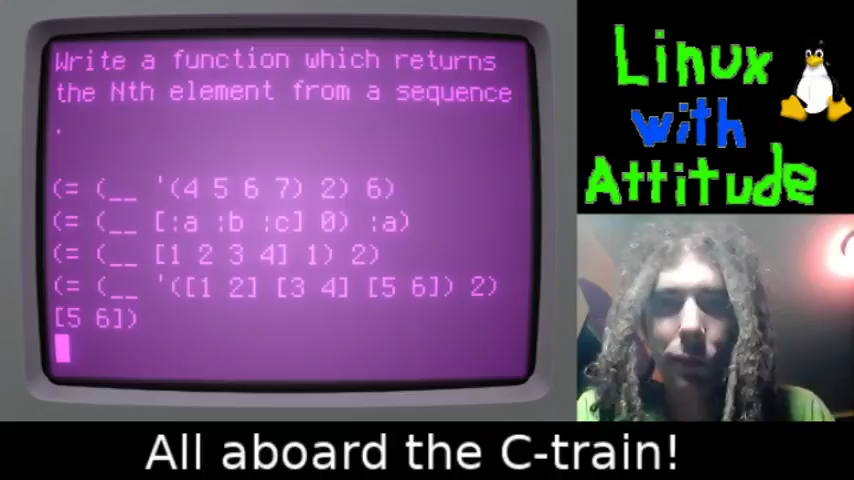 Write a function which returns
the Nth element from a sequence
.
(= (__ '(4 5 6 7) 2) 6)
(= (__ [:a :b :c] 0) :a)
(= (__ [1 2 3 4] 1) 2)
(= (__ '([1 2] [3 4] [5 6]) 2)
[5 6])
Linux
with
Attitude
All aboard the C-train!